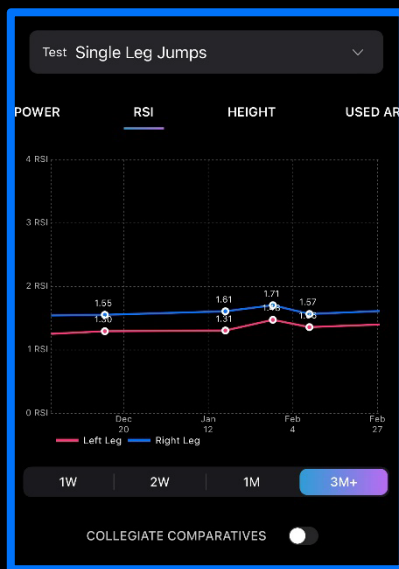 Test Single Leg Jumps
POWER RSI HEIGHT USED AR
4 RSI
3 RSI
2 RSI
1.55 1.61 1.71 1.57
1.30 1.31
1 RSI
0 RSI
Dec 20 Jan 12 Feb 4 Feb 27
Left Leg Right Leg
1W 2W 1M 3M+
COLLEGIATE COMPARATIVES